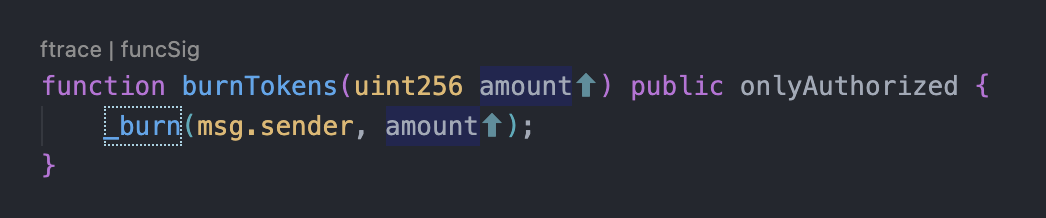 ftrace | funcSig
function burnTokens(uint256 amount⬆) public onlyAuthorized {
    _burn(msg.sender, amount⬆);
}